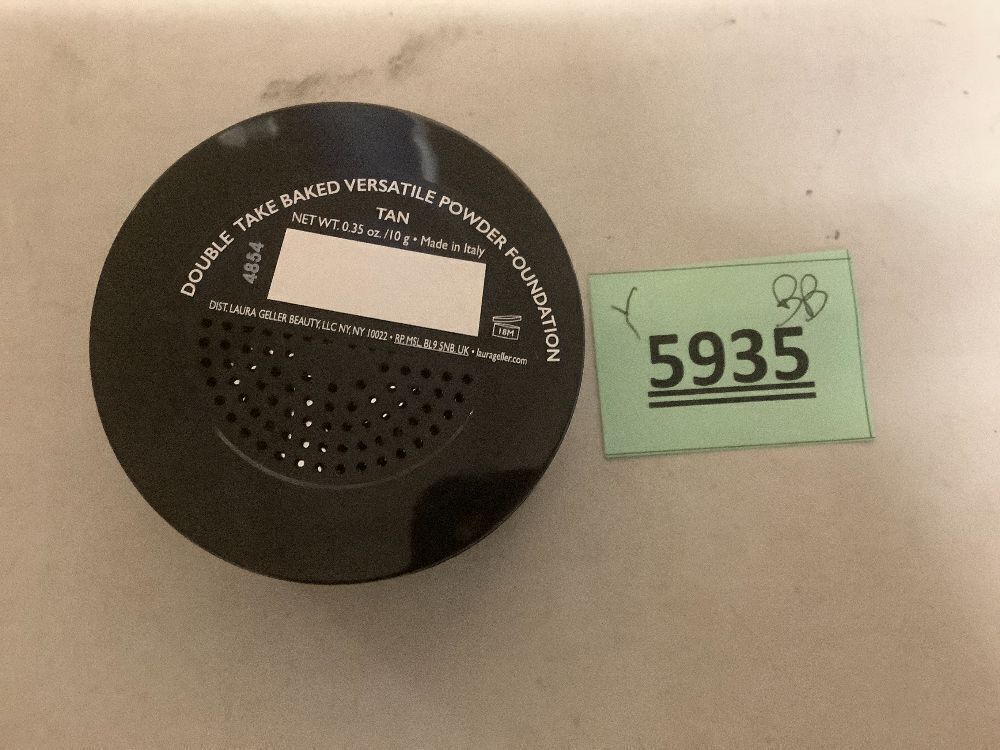 DOUBLE TAKE BAKED VERSATILE POWDER FOUNDATION
TAN
NET WT. 0.35 oz. /10 g • Made in Italy
4854
DIST. LAURA GELLER BEAUTY, LLC NY, NY 10022 • RP, MSL, BL9 5NB, UK • laurageller.com
18M
Y
BB
5935